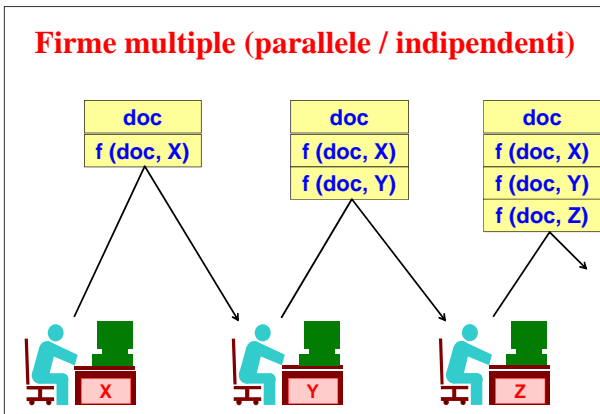 Firme multiple (parallele / indipendenti)
doc
f (doc, X)
doc
f (doc, X)
f (doc, Y)
doc
f (doc, X)
f (doc, Y)
f (doc, Z)
X
Y
Z